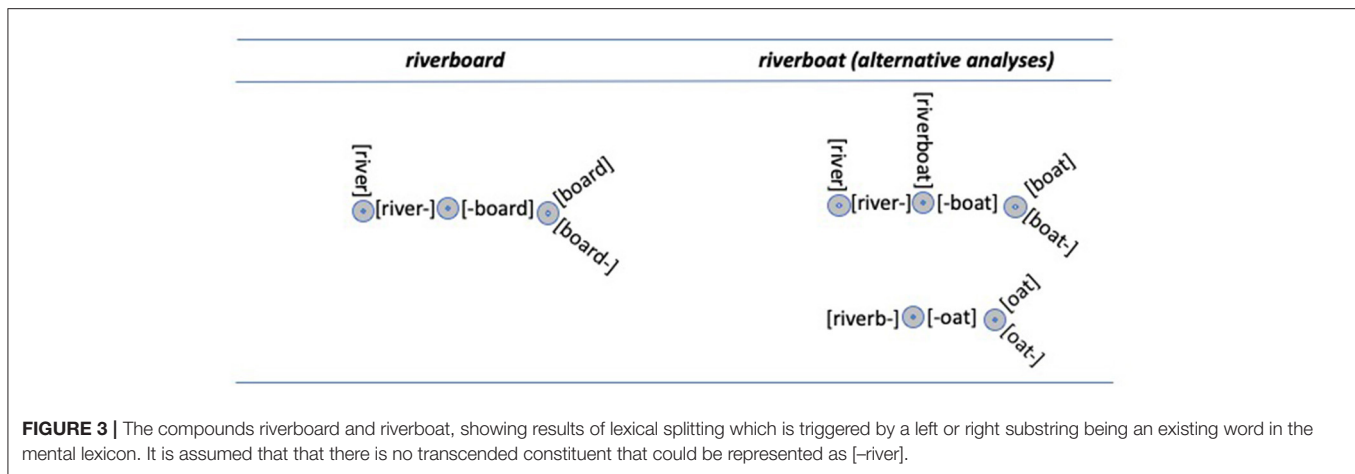 riverboard
riverboat (alternative analyses)
[river]
[river-]
[-board]
[board]
[board-]
[river]
[river-]
[riverboat]
[-boat]
[boat]
[boat-]
[riverb-]
[-oat]
[oat]
[oat-]
FIGURE 3 | The compounds riverboard and riverboat, showing results of lexical splitting which is triggered by a left or right substring being an existing word in the
mental lexicon. It is assumed that that there is no transcended constituent that could be represented as [–river].